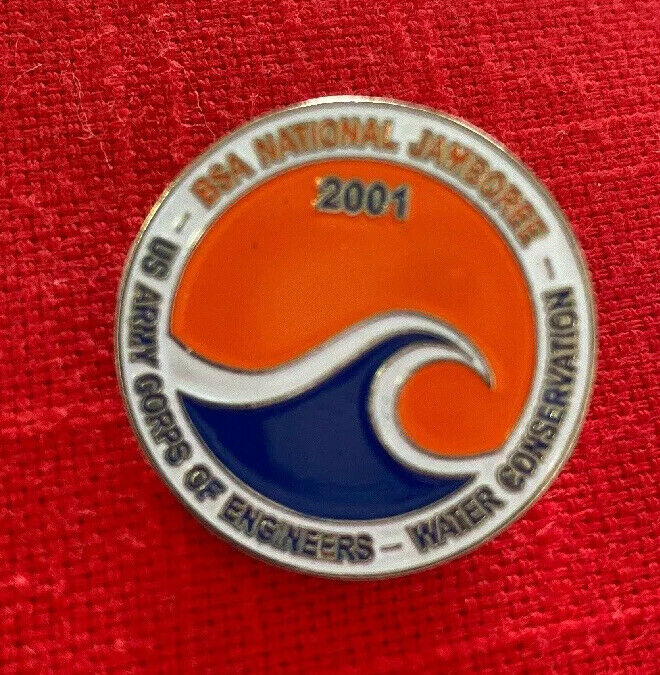 BSA NATIONAL JAMBOREE
2001
US ARMY CORPS OF ENGINEERS – WATER CONSERVATION